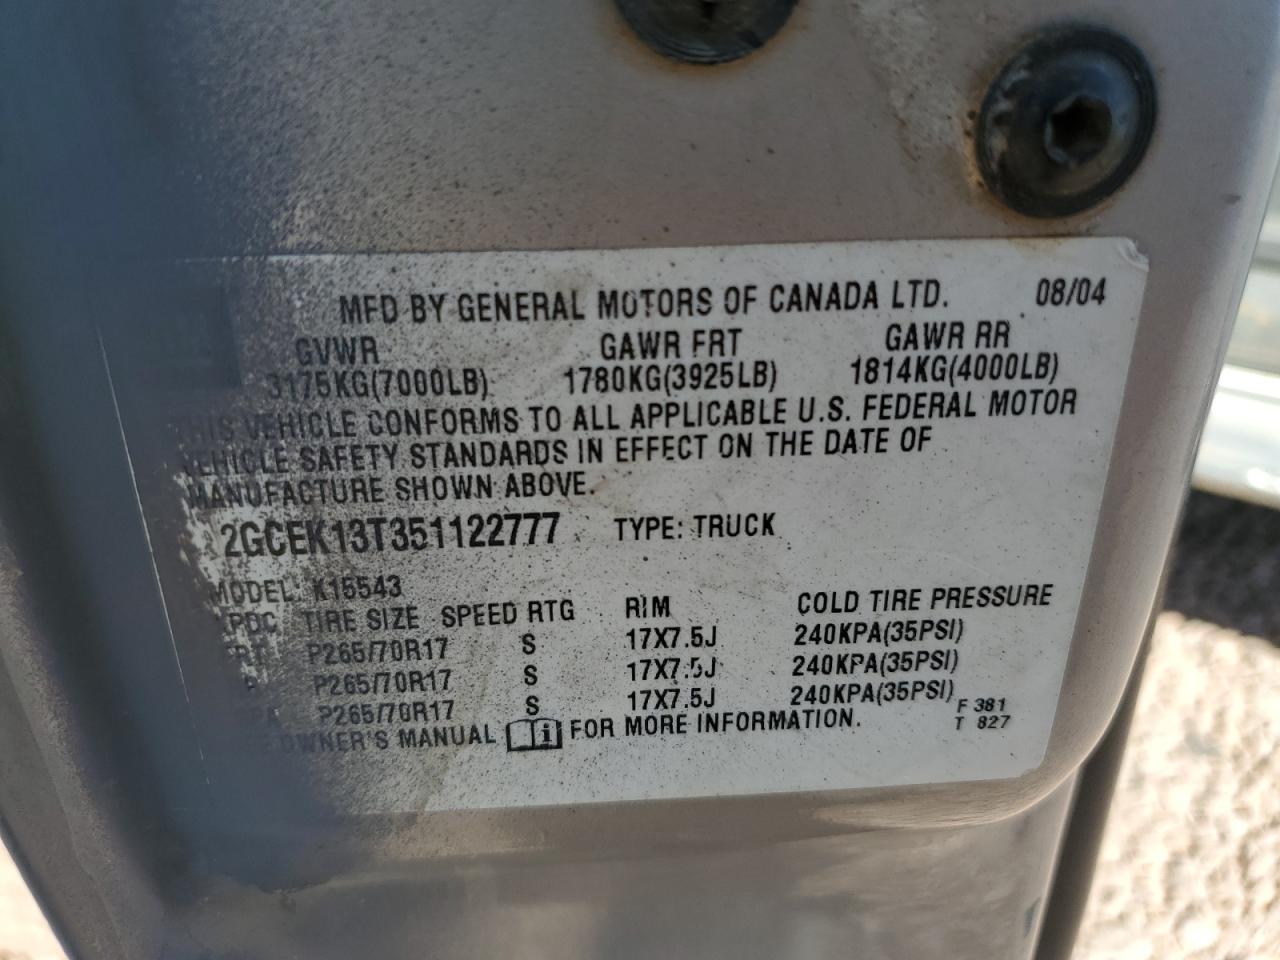 MFD BY GENERAL MOTORS OF CANADA LTD. 08/04
GVWR GAWR FRT GAWR RR
3175KG(7000LB) 1780KG(3925LB) 1814KG(4000LB)
THIS VEHICLE CONFORMS TO ALL APPLICABLE U.S. FEDERAL MOTOR
VEHICLE SAFETY STANDARDS IN EFFECT ON THE DATE OF
MANUFACTURE SHOWN ABOVE.
2GCEK13T351122777 TYPE: TRUCK
MODEL: K15543
TIRE SIZE SPEED RTG RIM COLD TIRE PRESSURE
FRT P265/70R17 S 17X7.5J 240KPA(35PSI)
P265/70R17 S 17X7.5J 240KPA(35PSI)
P265/70R17 S 17X7.5J 240KPA(35PSI)
OWNER'S MANUAL i FOR MORE INFORMATION.
F 381
T 827